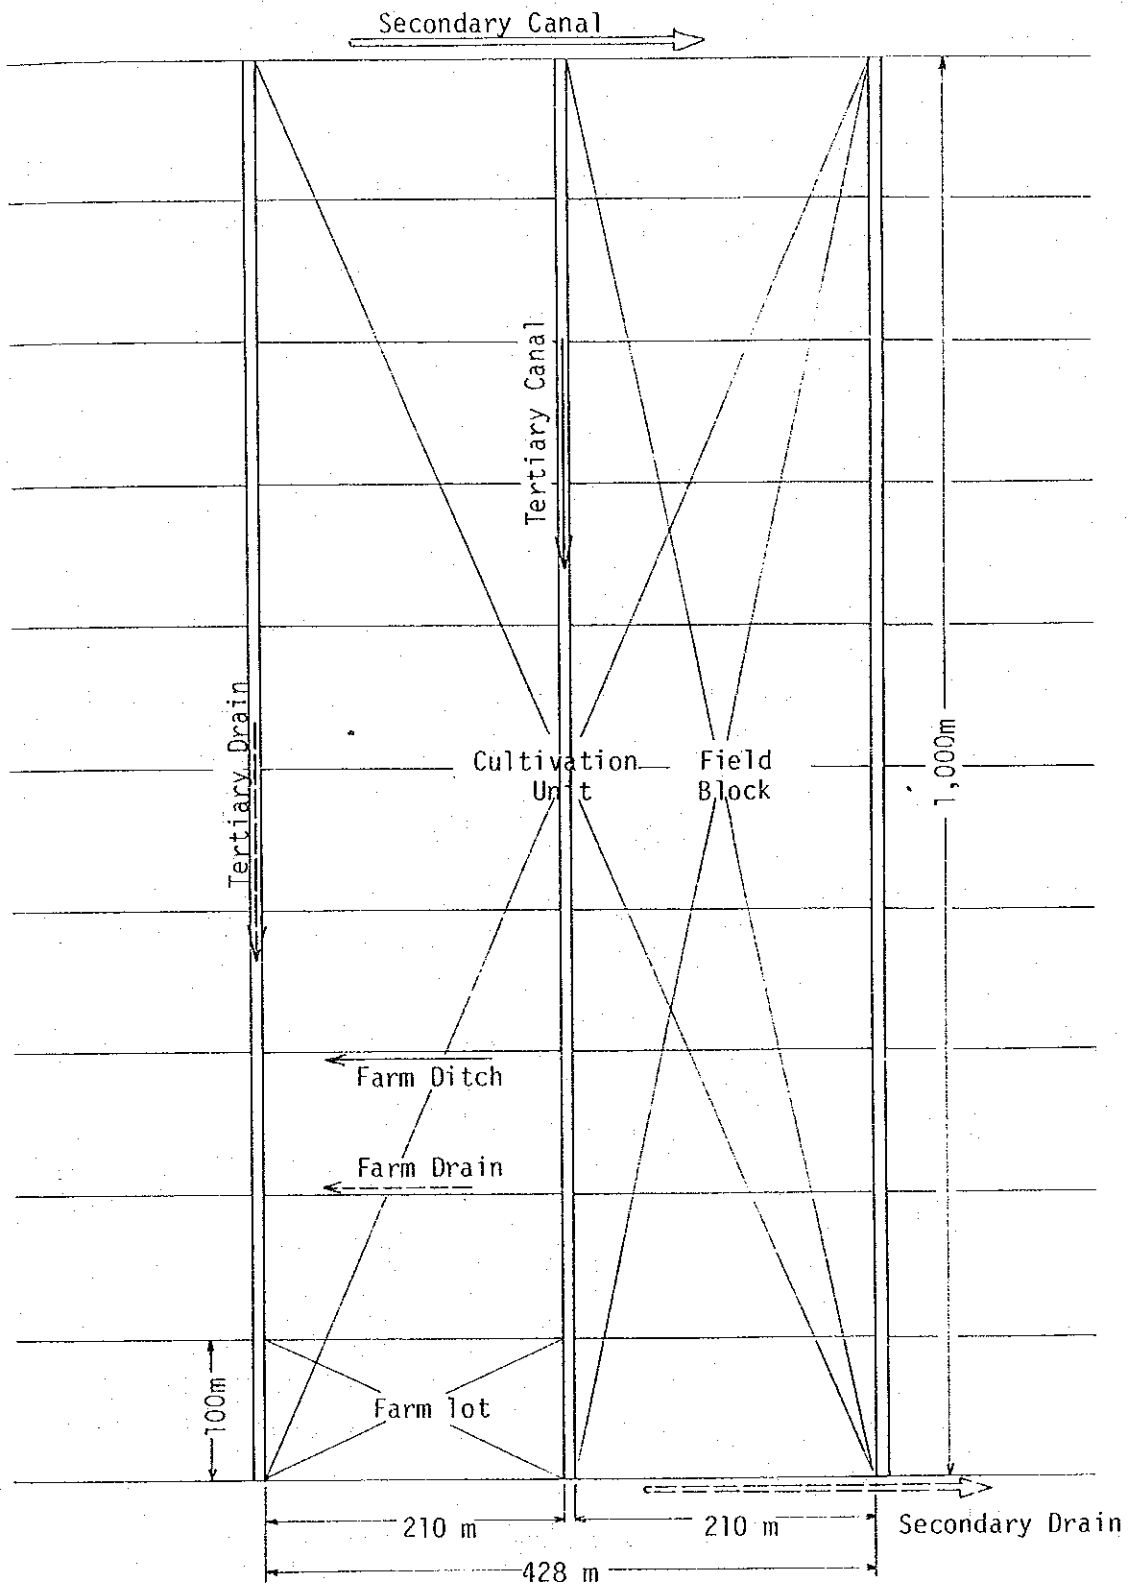 Secondary Canal
Tertiary Canal
Tertiary Drain
Cultivation
Unit
Field
Block
1,000m
Farm Ditch
Farm Drain
Farm lot
100m
210 m
210 m
Secondary Drain
428 m